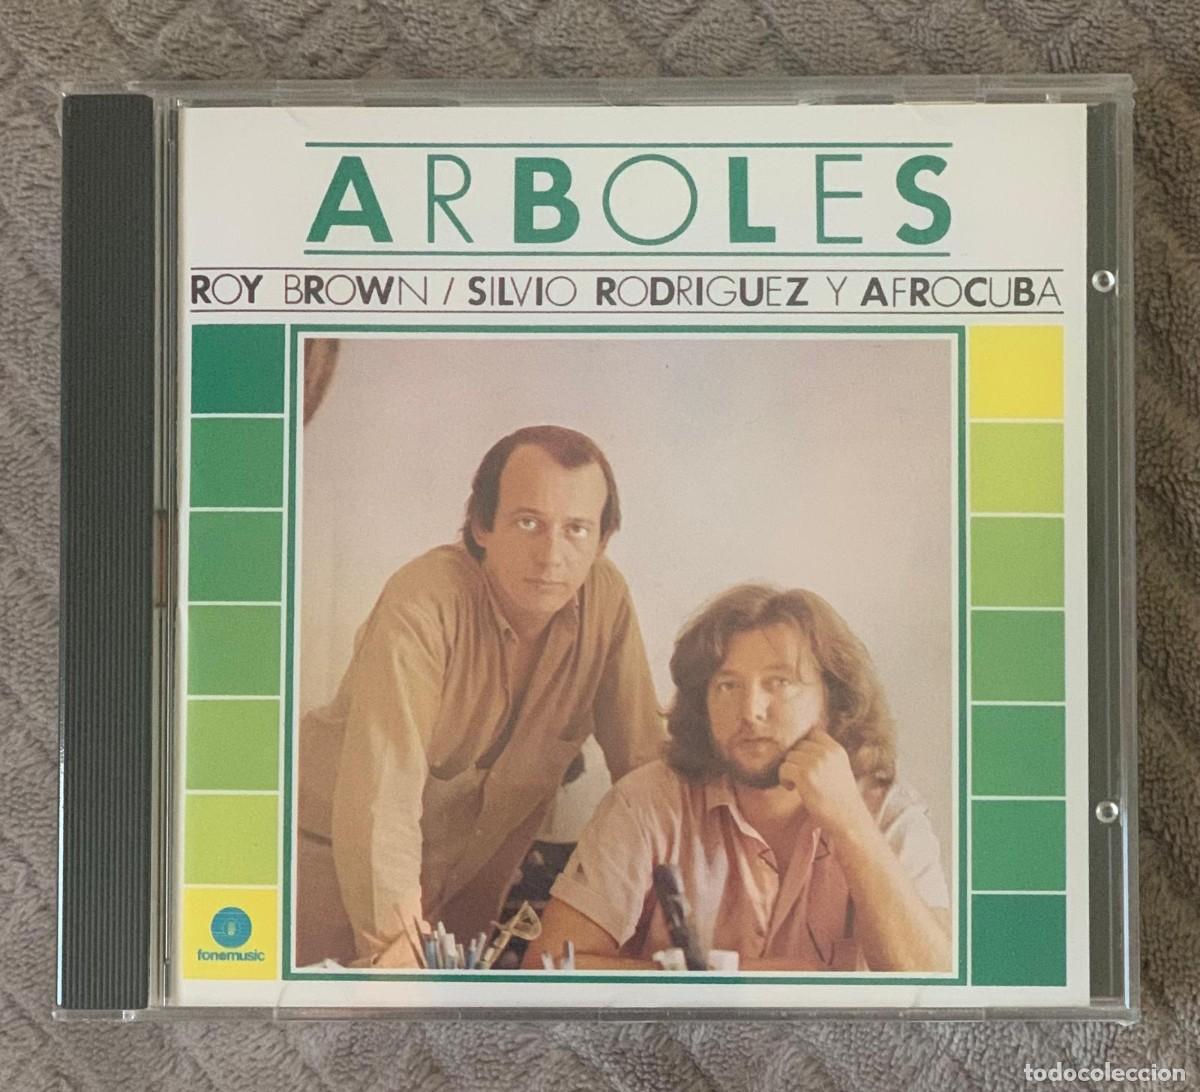 ARBOLES
ROY BROWN / SILVIO RODRIGUEZ Y AFROCUBA
fonomusic
todocoleccion